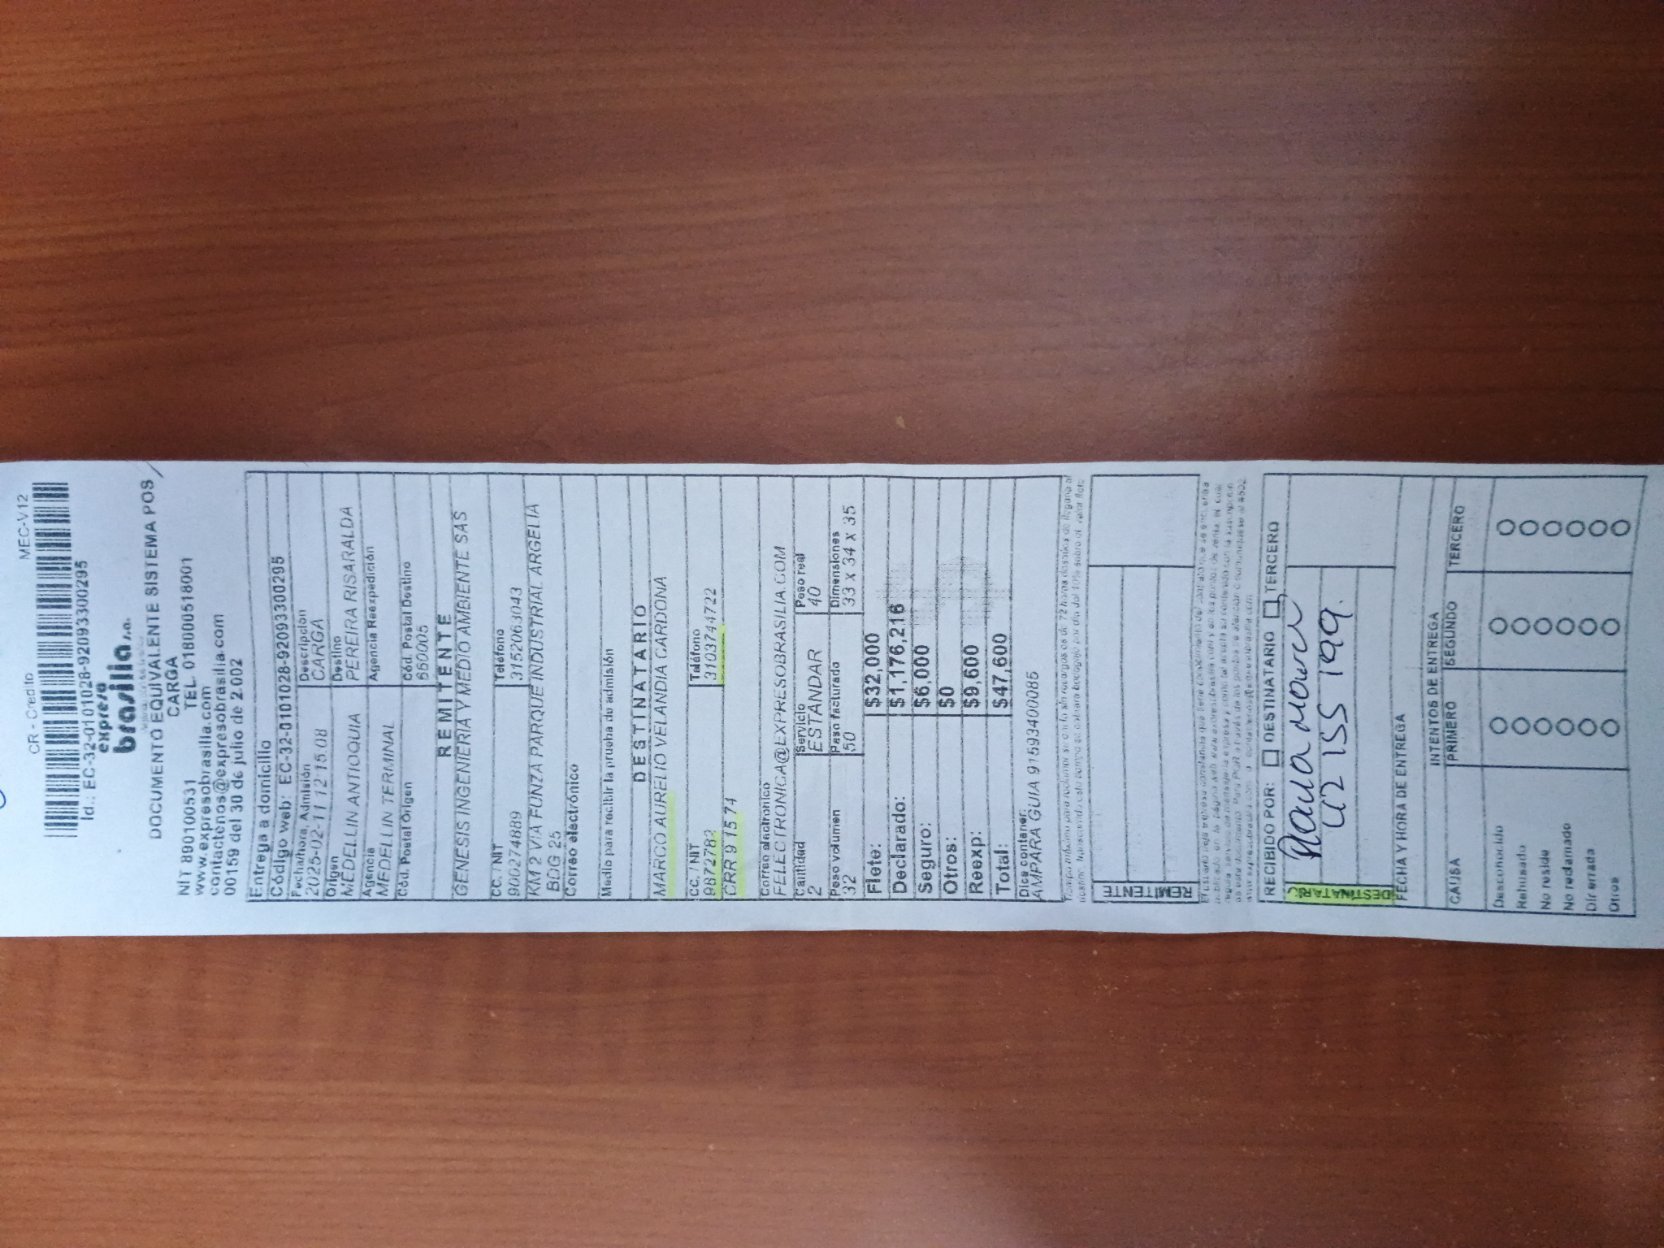 CR - Credito MEC-V12
Id.: EC-32-0101028-92093300295
expreso
brasilia s.a.
DOCUMENTO EQUIVALENTE SISTEMA POS
CARGA
NIT 890100531 TEL. 018000518001
www.expresobrasilia.com
contactenos@expresobrasilia.com
00159 del 30 de julio de 2.002
Entrega a domicilio
Código web: EC-32-0101028-92093300295
Fecha/hora, Admisión Descripción
2025-02-11 12:15:08 CARGA
Origen Destino
MEDELLIN ANTIOQUIA PEREIRA RISARALDA
Agencia Agencia Reexpedición
MEDELLIN TERMINAL
Cód. Postal Origen Cód. Postal Destino
660005
REMITENTE
GENESIS INGENIERIA Y MEDIO AMBIENTE SAS
CC. / NIT Teléfono
900274889 3152063043
KM 2 VIA FUNZA PARQUE INDUSTRIAL ARGELIA
BDG 25
Correo electrónico
Medio para recibir la prueba de admisión
DESTINATARIO
MARCO AURELIO VELANDIA CARDONA
CC. / NIT Teléfono
9872782 3103744722
CRR 9 15 74
Correo electrónico
FELECTRONICA@EXPRESOBRASILIA.COM
Cantidad Servicio Peso real
2 ESTANDAR 40
Peso volumen Peso facturado Dimensiones
32 50 33 x 34 x 35
Flete: $32,000
Declarado: $1,176,216
Seguro: $6,000
Otros: $0
Reexp: $9,600
Total: $47,600
Dice contener:
AMPARA GUIA 91593400085
REMITENTE
RECIBIDO POR: DESTINATARIO TERCERO
DESTINATARIO
42 155 199.
FECHA Y HORA DE ENTREGA
INTENTOS DE ENTREGA
CAUSA PRIMERO SEGUNDO TERCERO
Desconocido
Rehusado
No reside
No reclamado
Dir errada
Otros